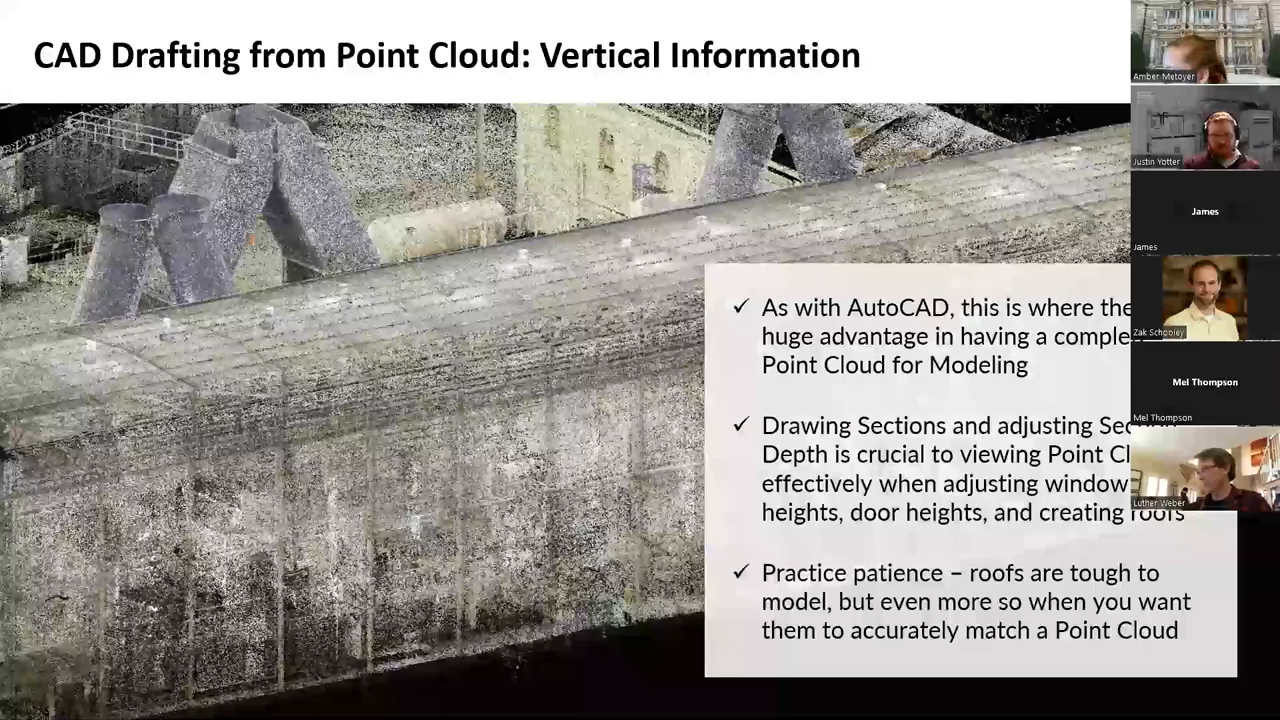 CAD Drafting from Point Cloud: Vertical Information
✓ As with AutoCAD, this is where the
huge advantage in having a comple
Point Cloud for Modeling
✓ Drawing Sections and adjusting Sec
Depth is crucial to viewing Point Cl
effectively when adjusting window
heights, door heights, and creating roofs
✓ Practice patience – roofs are tough to
model, but even more so when you want
them to accurately match a Point Cloud
Amber Metoyer
Justin Yotter
James
James
Zak Schooley
Mel Thompson
Mel Thompson
Luther Weber